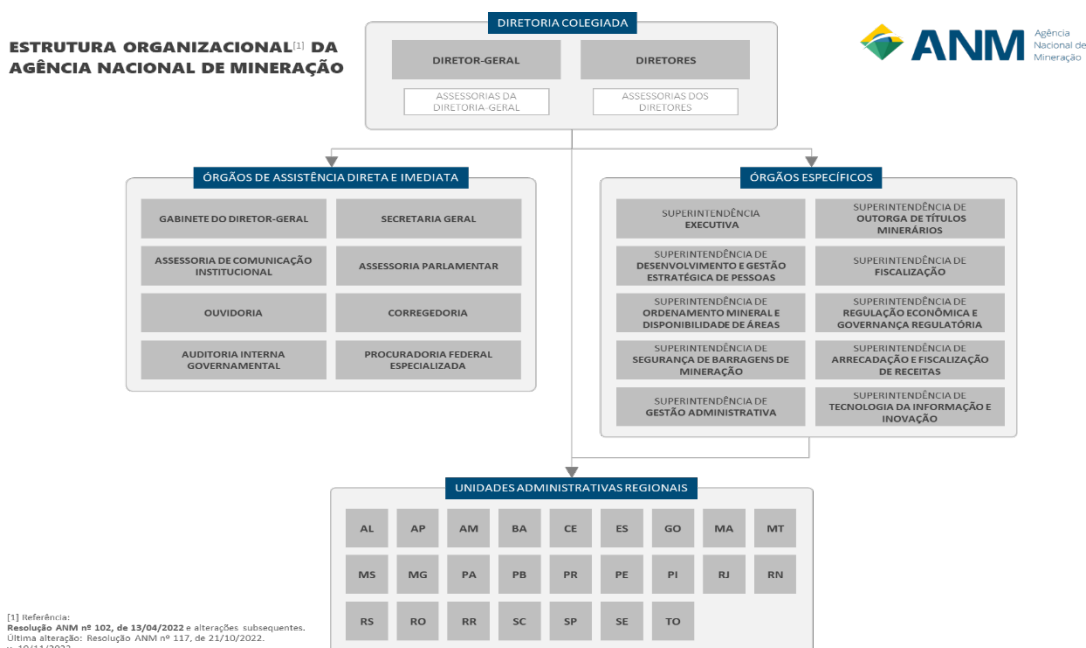 ESTRUTURA ORGANIZACIONAL[1] DA
AGÊNCIA NACIONAL DE MINERAÇÃO
DIRETORIA COLEGIADA
DIRETOR-GERAL
DIRETORES
ASSESSORIAS DA
DIRETORIA-GERAL
ASSESSORIAS DOS
DIRETORES
ANM
Agência
Nacional de
Mineração
ÓRGÃOS DE ASSISTÊNCIA DIRETA E IMEDIATA
GABINETE DO DIRETOR-GERAL
SECRETARIA GERAL
ASSESSORIA DE COMUNICAÇÃO
INSTITUCIONAL
ASSESSORIA PARLAMENTAR
OUVIDORIA
CORREGEDORIA
AUDITORIA INTERNA
GOVERNAMENTAL
PROCURADORIA FEDERAL
ESPECIALIZADA
ÓRGÃOS ESPECÍFICOS
SUPERINTENDÊNCIA
EXECUTIVA
SUPERINTENDÊNCIA DE
OUTORGA DE TÍTULOS
MINERÁRIOS
SUPERINTENDÊNCIA DE
DESENVOLVIMENTO E GESTÃO
ESTRATÉGICA DE PESSOAS
SUPERINTENDÊNCIA DE
FISCALIZAÇÃO
SUPERINTENDÊNCIA DE
ORDENAMENTO MINERAL E
DISPONIBILIDADE DE ÁREAS
SUPERINTENDÊNCIA DE
REGULAÇÃO ECONÔMICA E
GOVERNANÇA REGULATÓRIA
SUPERINTENDÊNCIA DE
SEGURANÇA DE BARRAGENS DE
MINERAÇÃO
SUPERINTENDÊNCIA DE
ARRECADAÇÃO E FISCALIZAÇÃO
DE RECEITAS
SUPERINTENDÊNCIA DE
GESTÃO ADMINISTRATIVA
SUPERINTENDÊNCIA DE
TECNOLOGIA DA INFORMAÇÃO E
INOVAÇÃO
UNIDADES ADMINISTRATIVAS REGIONAIS
AL AP AM BA CE ES GO MA MT
MS MG PA PB PR PE PI RJ RN
RS RO RR SC SP SE TO
[1] Referência:
Resolução ANM nº 102, de 13/04/2022 e alterações subsequentes.
Última alteração: Resolução ANM nº 117, de 21/10/2022.